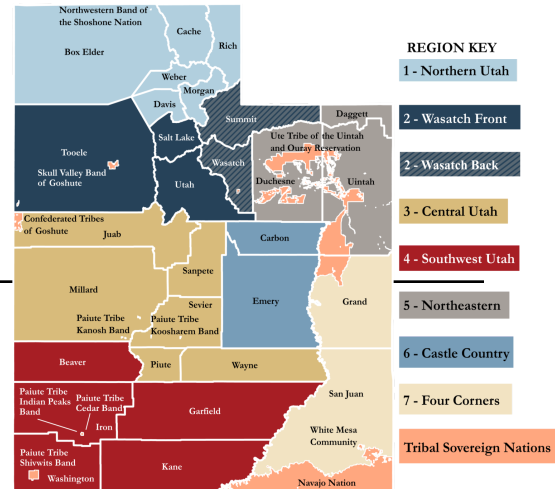 Northwestern Band of
the Shoshone Nation
Cache
Rich
Box Elder
Weber
Morgan
Davis
Summit
Daggett
Salt Lake
Ute Tribe of the Uintah
and Ouray Reservation
Tooele
Wasatch
Skull Valley Band
of Goshute
Duchesne
Uintah
Utah
Confederated Tribes
of Goshute
Juab
Carbon
Sanpete
Millard
Emery
Grand
Sevier
Paiute Tribe
Kanosh Band
Paiute Tribe
Koosharem Band
Beaver
Piute
Wayne
Paiute Tribe
Indian Peaks
Band
Paiute Tribe
Cedar Band
Iron
Garfield
San Juan
White Mesa
Community
Paiute Tribe
Shivwits Band
Washington
Kane
Navajo Nation
REGION KEY
1 - Northern Utah
2 - Wasatch Front
2 - Wasatch Back
3 - Central Utah
4 - Southwest Utah
5 - Northeastern
6 - Castle Country
7 - Four Corners
Tribal Sovereign Nations